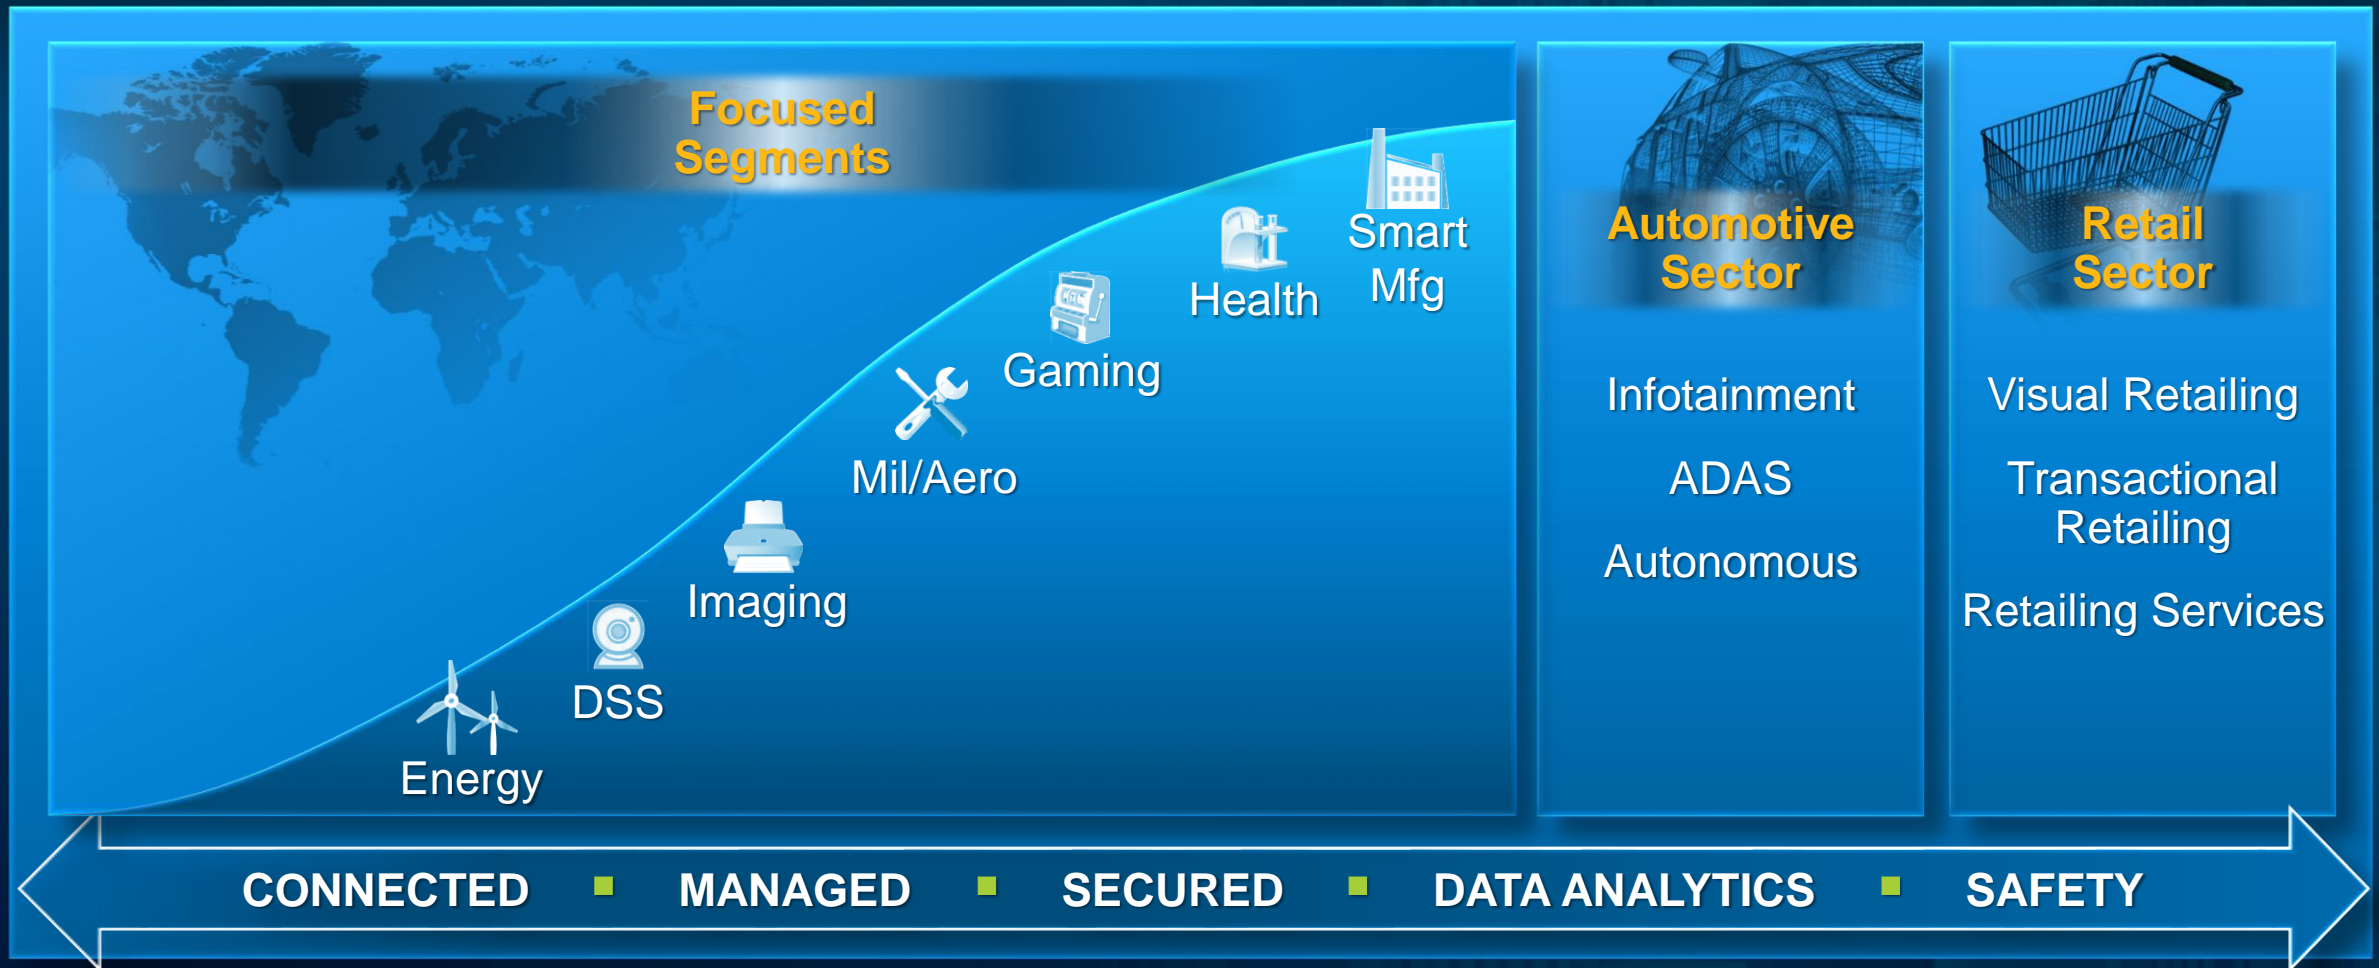 Focused
Segments
Smart
Mfg
Health
Gaming
Mil/Aero
Imaging
DSS
Energy
Automotive
Sector
Infotainment
ADAS
Autonomous
Retail
Sector
Visual Retailing
Transactional
Retailing
Retailing Services
CONNECTED ▪ MANAGED ▪ SECURED ▪ DATA ANALYTICS ▪ SAFETY